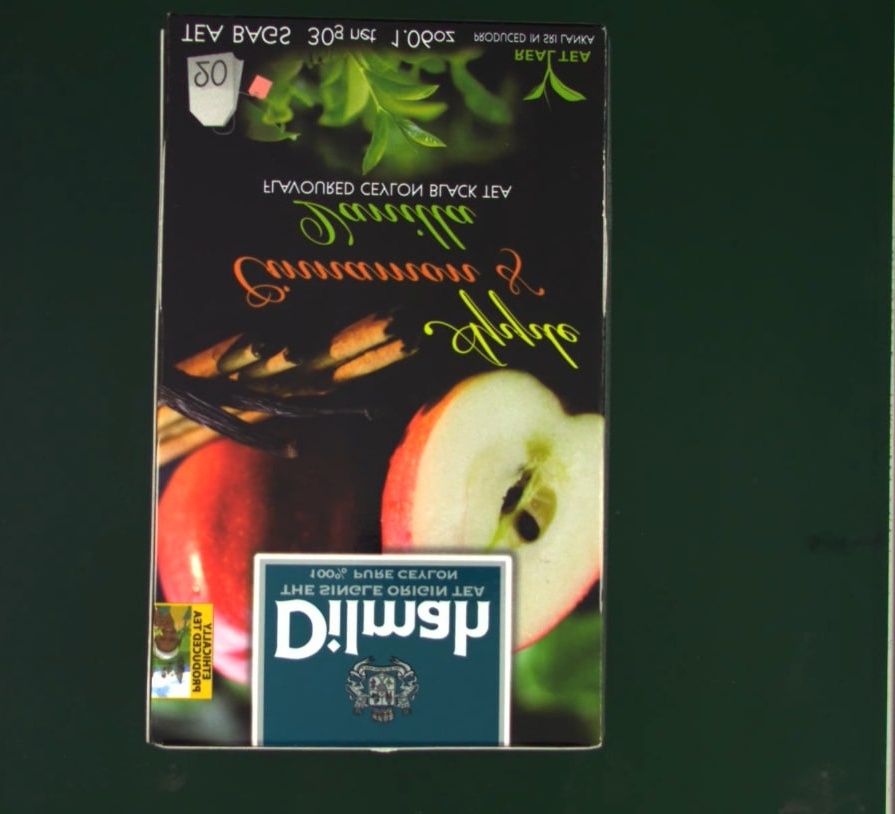 Dilmah
THE SINGLE ORIGIN TEA
100% PURE CEYLON
ETHICALLY
PRODUCED TEA
Apple
Cinnamon &
Vanilla
FLAVOURED CEYLON BLACK TEA
20
REAL TEA
TEA BAGS 30g net 1.06oz PRODUCED IN SRI LANKA